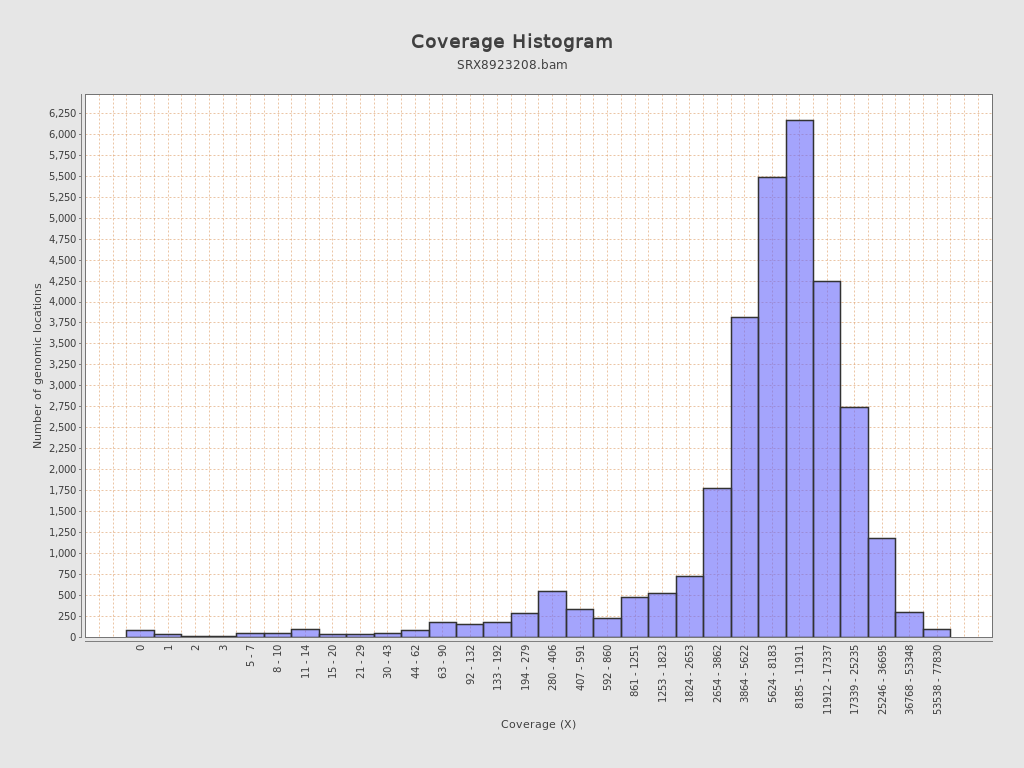 Coverage Histogram
SRX8923208.bam
Number of genomic locations
6,250
6,000
5,750
5,500
5,250
5,000
4,750
4,500
4,250
4,000
3,750
3,500
3,250
3,000
2,750
2,500
2,250
2,000
1,750
1,500
1,250
1,000
750
500
250
0
0
1
2
3
5 - 7
8 - 10
11 - 14
15 - 20
21 - 29
30 - 43
44 - 62
63 - 90
92 - 132
133 - 192
194 - 279
280 - 406
407 - 591
592 - 860
861 - 1251
1253 - 1823
1824 - 2653
2654 - 3862
3864 - 5622
5624 - 8183
8185 - 11911
11912 - 17337
17339 - 25235
25246 - 36695
36768 - 53348
53538 - 77830
Coverage (X)